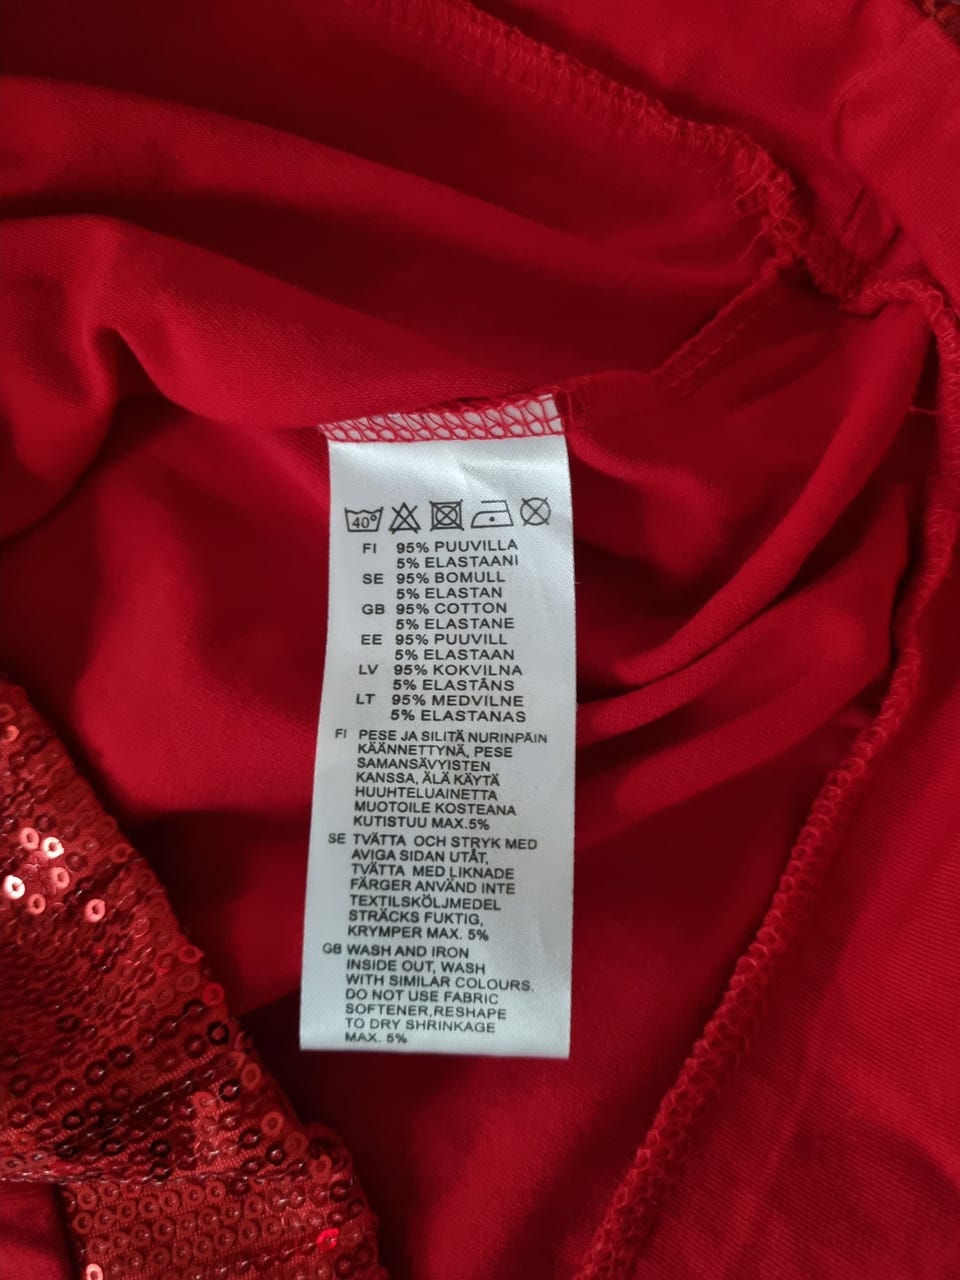 40°
FI 95% PUUVILLA
5% ELASTAANI
SE 95% BOMULL
5% ELASTAN
GB 95% COTTON
5% ELASTANE
EE 95% PUUVILL
5% ELASTAAN
LV 95% KOKVILNA
5% ELASTĀNS
LT 95% MEDVILNE
5% ELASTANAS
FI PESE JA SILITÄ NURINPÄIN
KÄÄNNETTYNÄ, PESE
SAMANSÄVYISTEN
KANSSA, ÄLÄ KÄYTÄ
HUUHTELUAINETTA
MUOTOILE KOSTEANA
KUTISTUU MAX.5%
SE TVÄTTA OCH STRYK MED
AVIGA SIDAN UTÅT,
TVÄTTA MED LIKNADE
FÄRGER ANVÄND INTE
TEXTILSKÖLJMEDEL
STRÄCKS FUKTIG,
KRYMPER MAX. 5%
GB WASH AND IRON
INSIDE OUT, WASH
WITH SIMILAR COLOURS.
DO NOT USE FABRIC
SOFTENER,RESHAPE
TO DRY SHRINKAGE
MAX. 5%